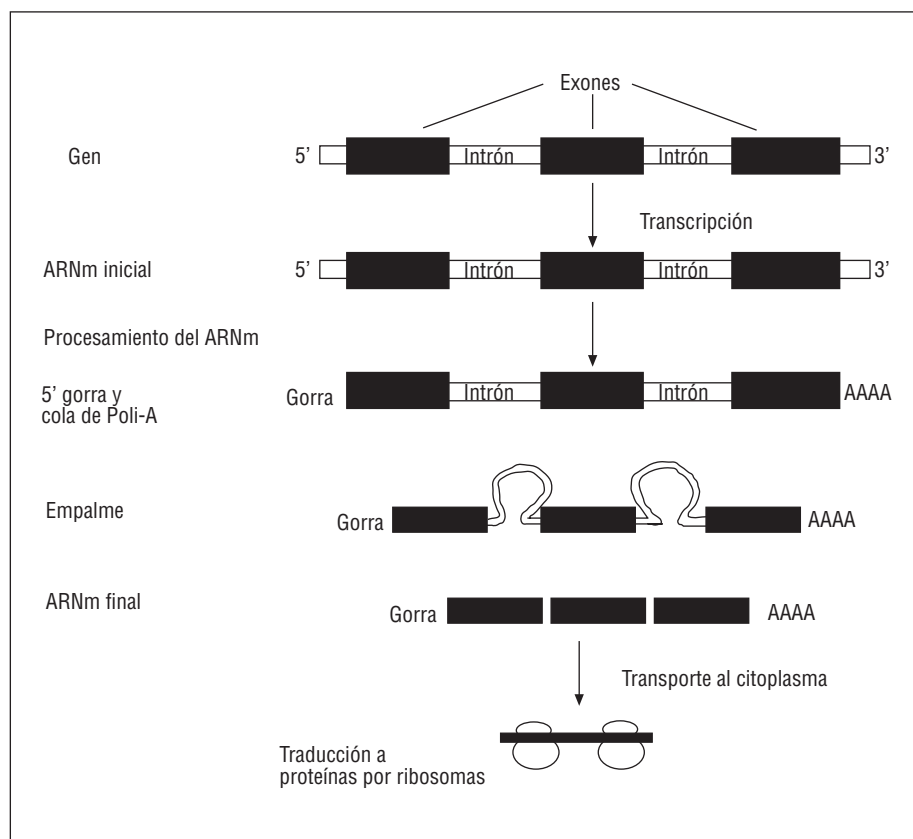 Exones
Gen
5’ Intrón Intrón 3’
Transcripción
ARNm inicial
5’ Intrón Intrón 3’
Procesamiento del ARNm
5’ gorra y
cola de Poli-A
Gorra Intrón Intrón AAAA
Empalme
Gorra AAAA
ARNm final
Gorra AAAA
Transporte al citoplasma
Traducción a
proteínas por ribosomas